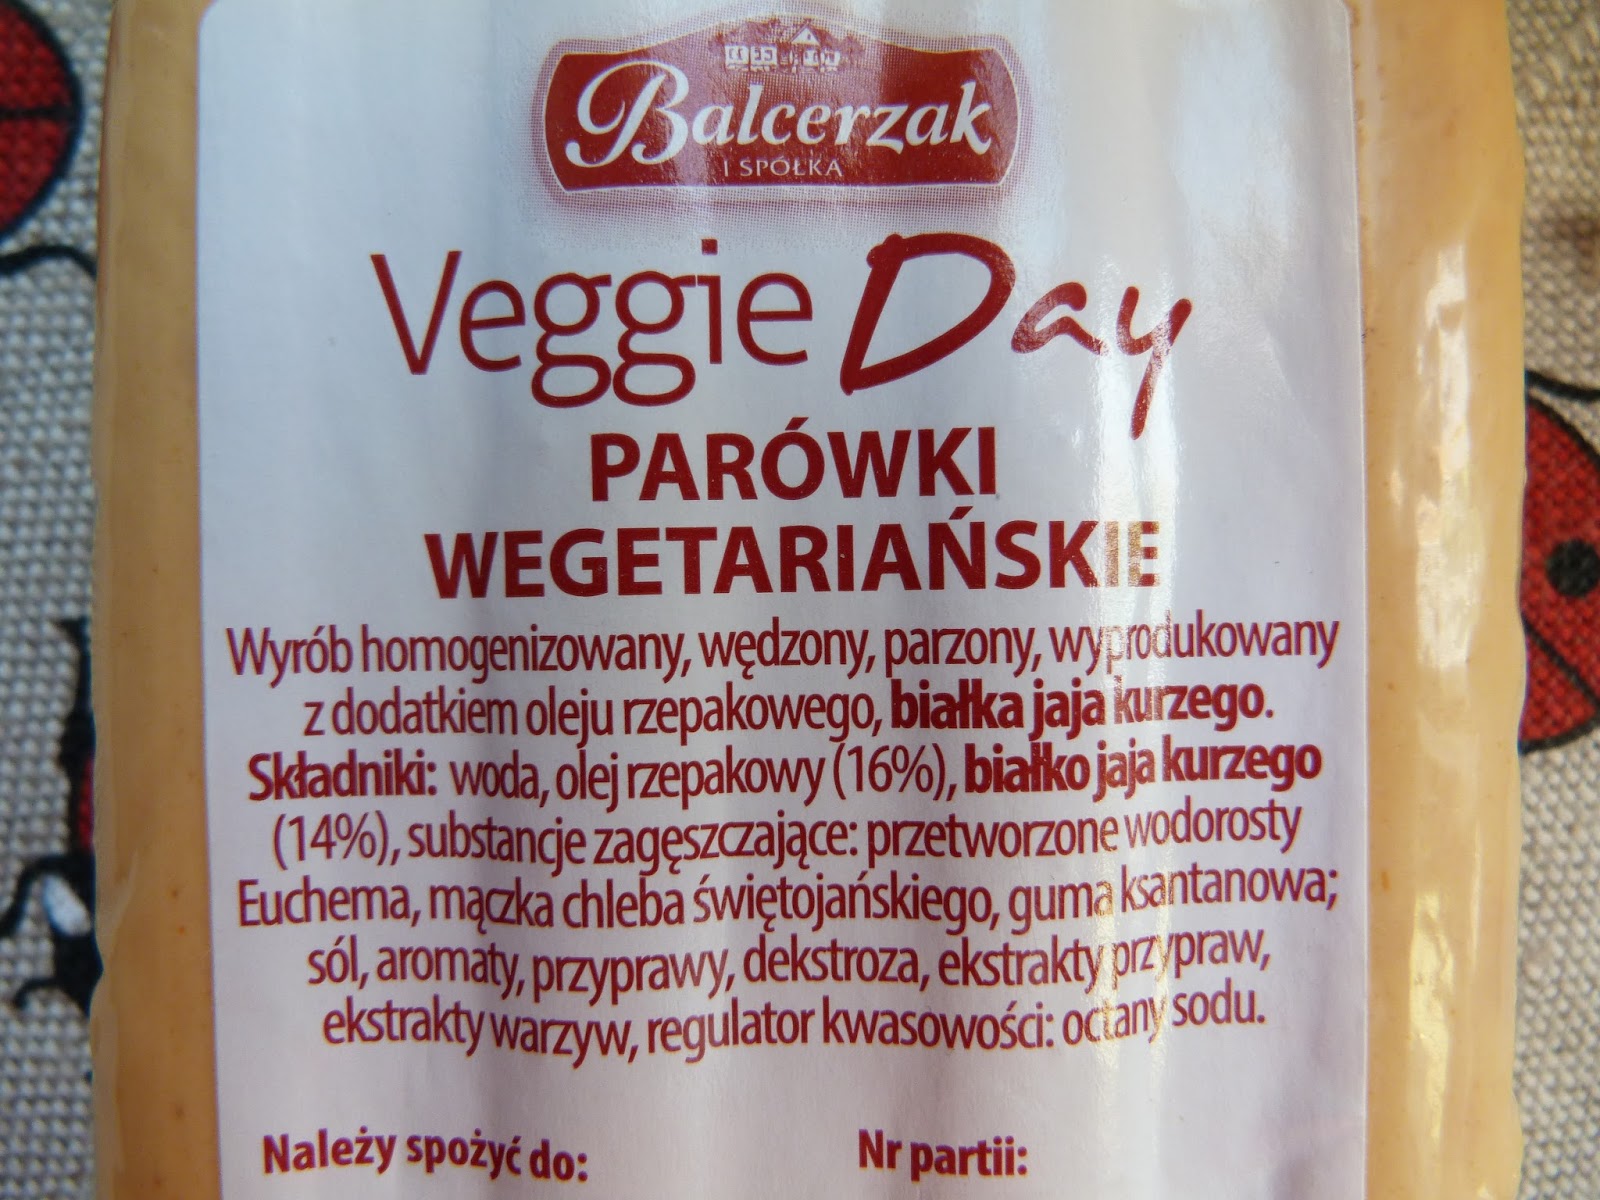 Balcerzak
I SPÓŁKA
Veggie Day
PARÓWKI
WEGETARIAŃSKIE
Wyrób homogenizowany, wędzony, parzony, wyprodukowany
z dodatkiem oleju rzepakowego, białka jaja kurzego.
Składniki: woda, olej rzepakowy (16%), białko jaja kurzego
(14%), substancje zagęszczające: przetworzone wodorosty
Euchema, mączka chleba świętojańskiego, guma ksantanowa;
sól, aromaty, przyprawy, dekstroza, ekstrakty przypraw,
ekstrakty warzyw, regulator kwasowości: octany sodu.
Należy spożyć do: Nr partii: